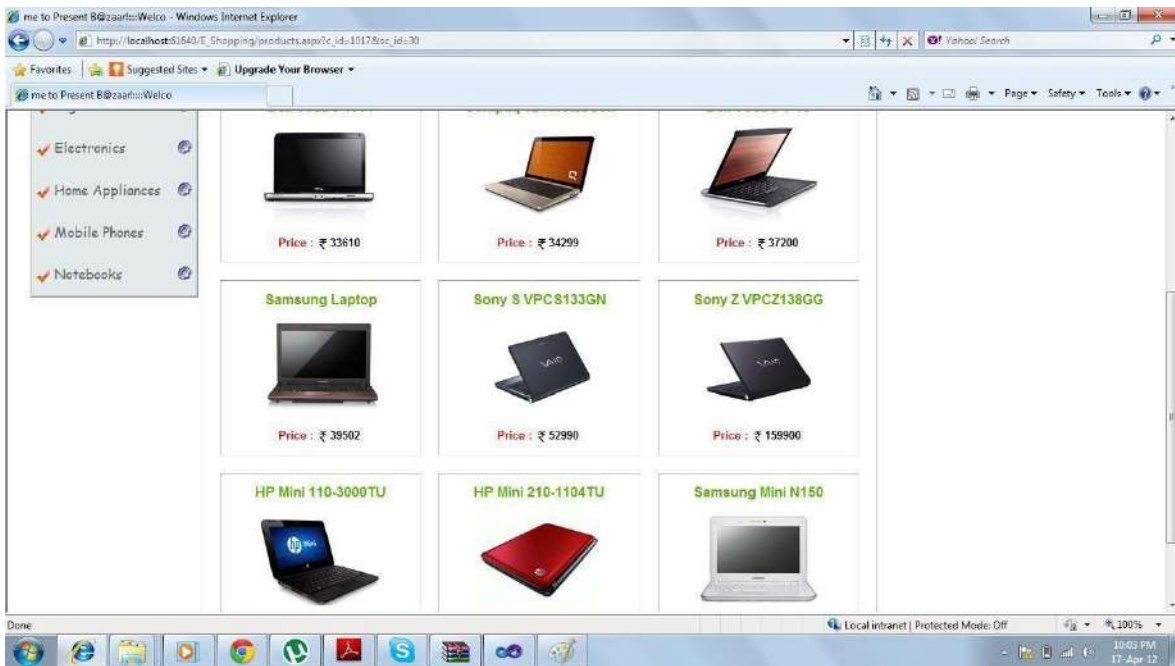 me to Present B@zaar!:::Welco - Windows Internet Explorer
http://localhost:61640/E_Shopping/products.aspx?c_id=1017&sc_id=30
Yahoo! Search
Favorites Suggested Sites Upgrade Your Browser
me to Present B@zaar!:::Welco
Page Safety Tools
Electronics
Home Appliances
Mobile Phones
Notebooks
Price : ₹ 33610
Price : ₹ 34299
Price : ₹ 37200
Samsung Laptop
Sony S VPCS133GN
Sony Z VPCZ138GG
VAIO
VAIO
Price : ₹ 39502
Price : ₹ 52990
Price : ₹ 159900
HP Mini 110-3000TU
HP Mini 210-1104TU
Samsung Mini N150
Done
Local intranet | Protected Mode: Off
100%
10:03 PM
17-Apr-12